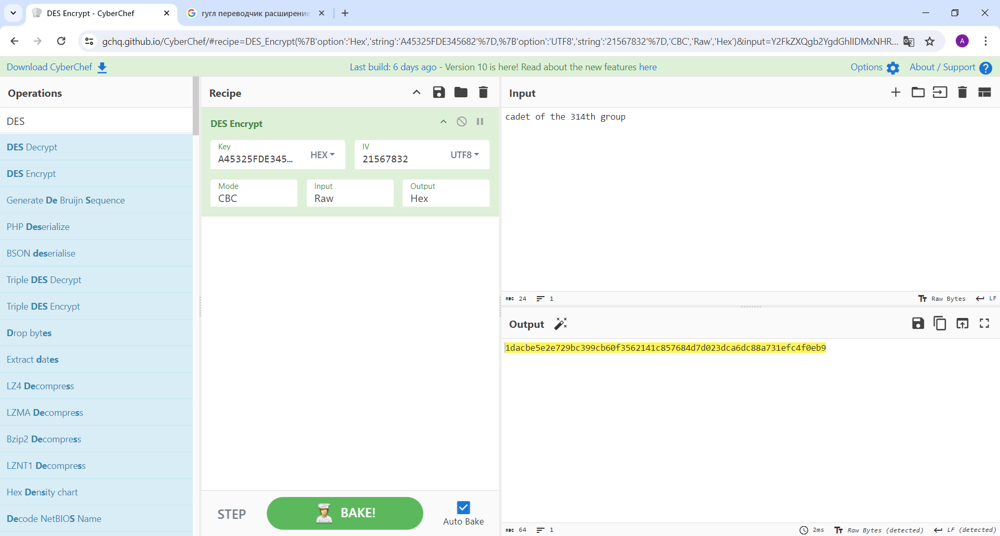 DES Encrypt - CyberChef
гугл переводчик расширение
gchq.github.io/CyberChef/#recipe=DES_Encrypt(%7B'option':'Hex','string':'A45325FDE345682'%7D,%7B'option':'UTF8','string':'21567832'%7D,'CBC','Raw','Hex')&input=Y2FkZXQgb2YgdGhlIDMxNHR...
A
Download CyberChef
Last build: 6 days ago - Version 10 is here! Read about the new features here
Options
About / Support
Operations
Recipe
Input
DES
DES Encrypt
cadet of the 314th group
DES Decrypt
DES Encrypt
Generate De Bruijn Sequence
PHP Deserialize
BSON deserialise
Triple DES Decrypt
Triple DES Encrypt
Drop bytes
Extract dates
LZ4 Decompress
LZMA Decompress
Bzip2 Decompress
LZNT1 Decompress
Hex Density chart
Decode NetBIOS Name
Key
A45325FDE345...
HEX
IV
21567832
UTF8
Mode
CBC
Input
Raw
Output
Hex
STEP
BAKE!
Auto Bake
ABC 24
1
Raw Bytes
LF
Output
1dacbe5e2e729bc399cb60f3562141c857684d7d023dca6dc88a731efc4f0eb9
ABC 64
1
2ms
Raw Bytes (detected)
LF (detected)